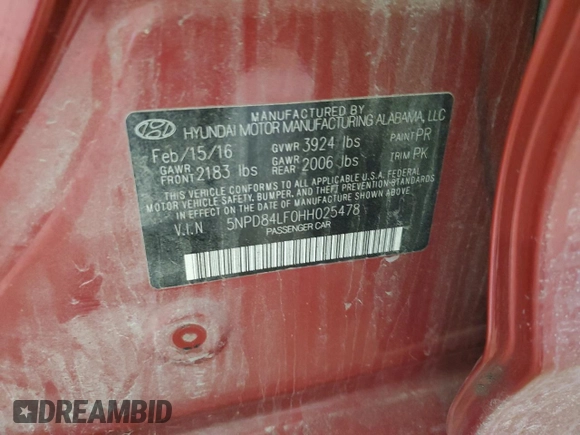 MANUFACTURED BY
HYUNDAI MOTOR MANUFACTURING ALABAMA, LLC
Feb/15/16 GVWR 3924 lbs PAINT PR
GAWR FRONT 2183 lbs GAWR REAR 2006 lbs TRIM PK
THIS VEHICLE CONFORMS TO ALL APPLICABLE U.S.A. FEDERAL
MOTOR VEHICLE SAFETY, BUMPER, AND THEFT PREVENTION STANDARDS
IN EFFECT ON THE DATE OF MANUFACTURE SHOWN ABOVE.
V.I.N 5NPD84LF0HH025478
PASSENGER CAR
DREAMBID